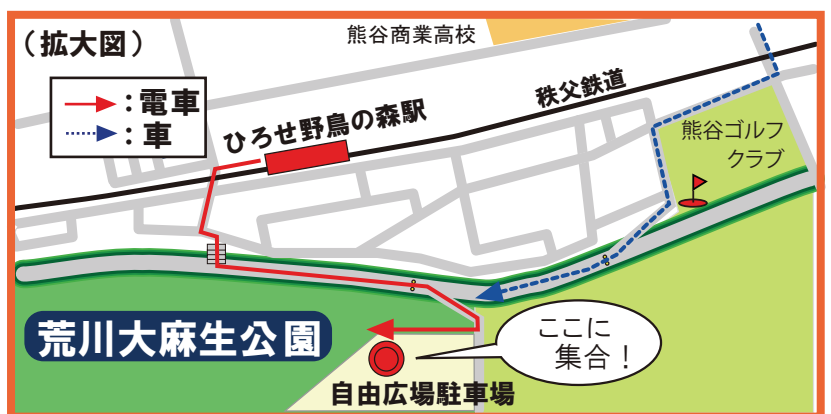 （拡大図）
熊谷商業高校
：電車
：車
秩父鉄道
ひろせ野鳥の森駅
熊谷ゴルフ
クラブ
荒川大麻生公園
ここに
集合！
自由広場駐車場